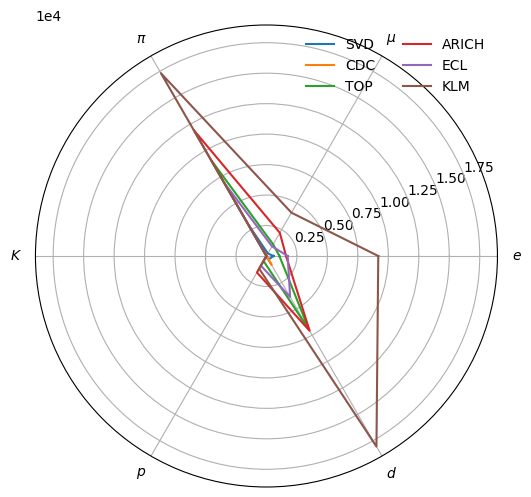 1e4
π
μ
SVD
CDC
TOP
ARICH
ECL
KLM
1.75
1.50
1.25
1.00
0.75
0.50
0.25
K
e
p
d